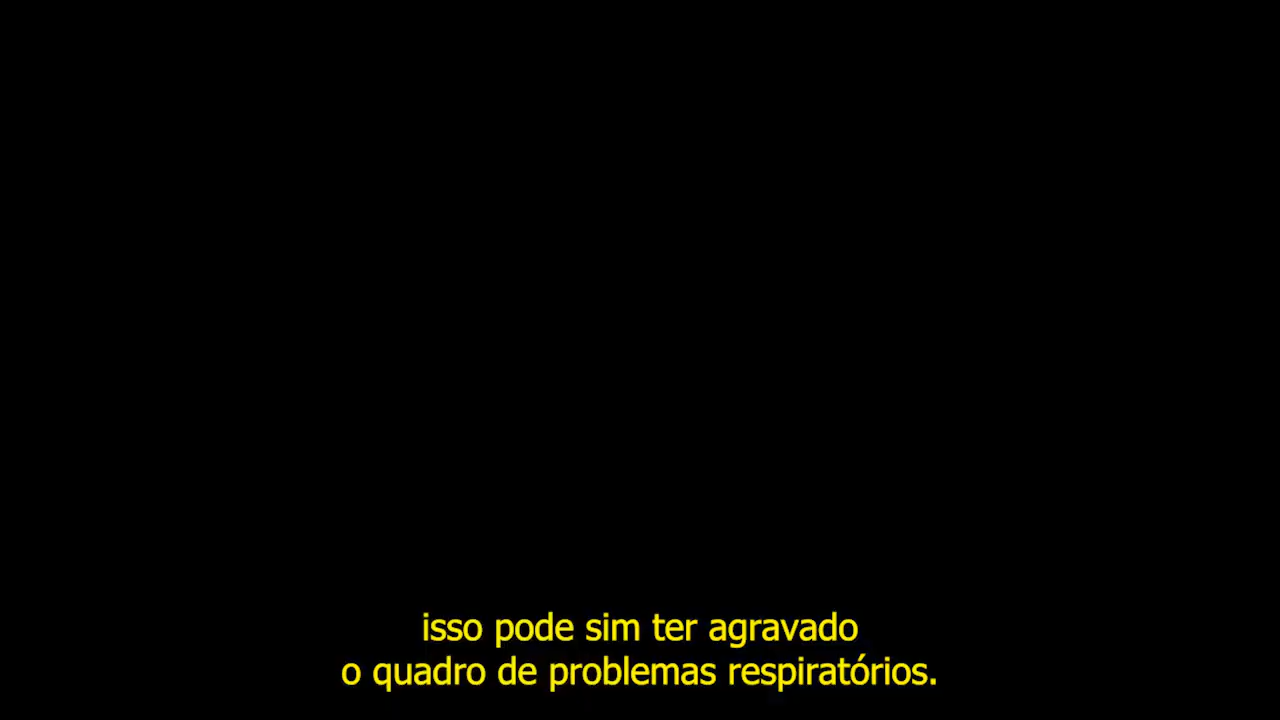 isso pode sim ter agravado
o quadro de problemas respiratórios.